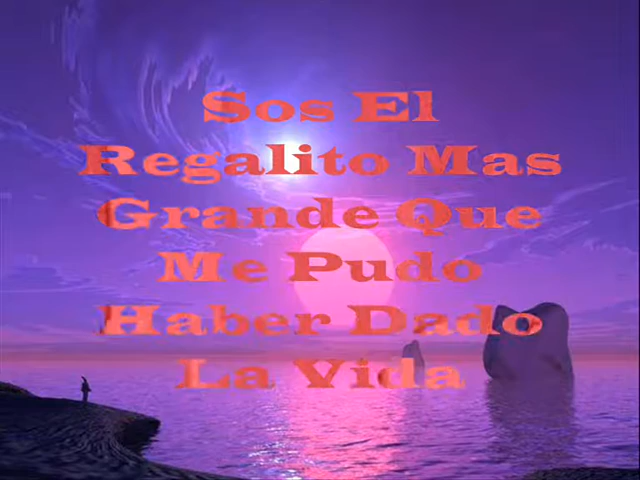 Sos El
Regalito Mas
Grande Que
Me Pudo
Haber Dado
La Vida